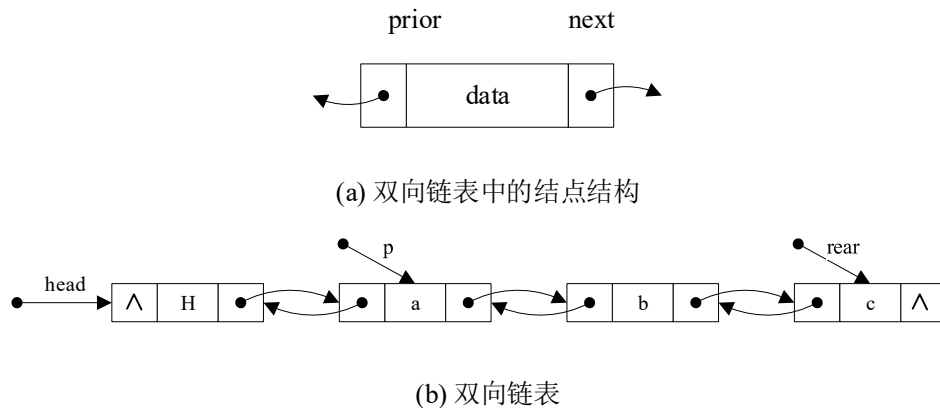 prior next
data
(a) 双向链表中的结点结构
p rear
head
∧ H a b c ∧
(b) 双向链表